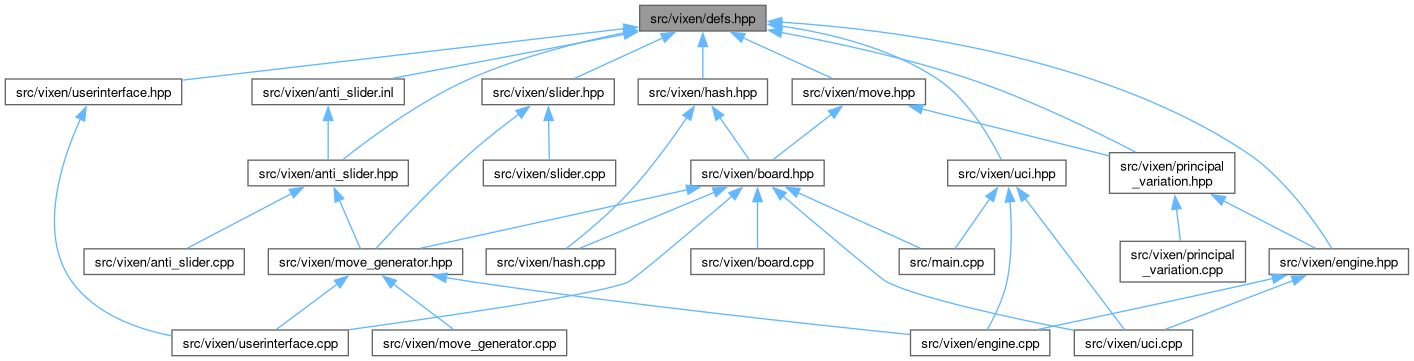 src/vixen/defs.hpp
src/vixen/userinterface.hpp
src/vixen/anti_slider.inl
src/vixen/slider.hpp
src/vixen/hash.hpp
src/vixen/move.hpp
src/vixen/anti_slider.hpp
src/vixen/slider.cpp
src/vixen/board.hpp
src/vixen/uci.hpp
src/vixen/principal
_variation.hpp
src/vixen/anti_slider.cpp
src/vixen/move_generator.hpp
src/vixen/hash.cpp
src/vixen/board.cpp
src/main.cpp
src/vixen/principal
_variation.cpp
src/vixen/engine.hpp
src/vixen/userinterface.cpp
src/vixen/move_generator.cpp
src/vixen/engine.cpp
src/vixen/uci.cpp